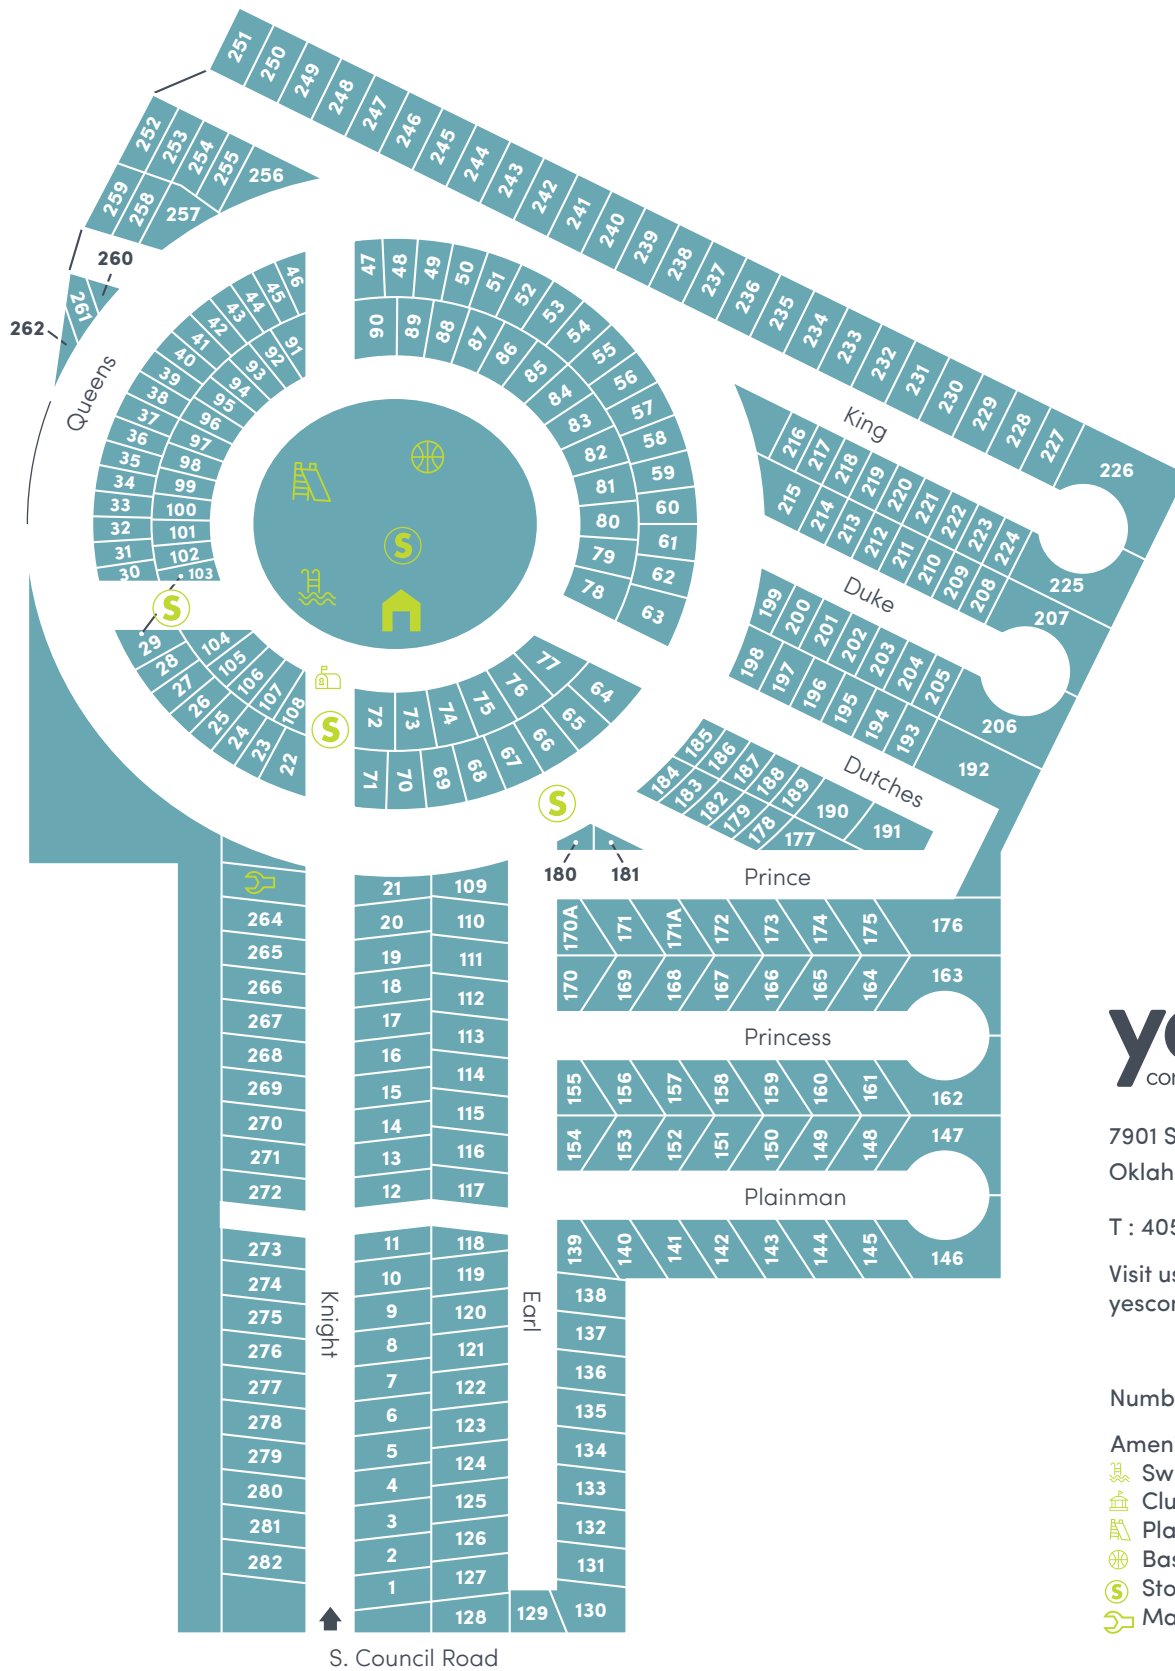 251 250 249 248 247 246 245 244 243 242 241 240 239 238 237 236 235 234 233 232 231 230 229 228 227 226
252 253 254 255 256
259 258 257
260
261
262
Queens
46 45 44 43 42 41 40 39 38 37 36 35 34 33 32 31 30
91 92 93 94 95 96 97 98 99 100 101 102 103
47 48 49 50 51 52 53 54 55 56 57 58 59 60 61 62 63
90 89 88 87 86 85 84 83 82 81 80 79 78
S
S
29 28 27 26 25 24 23 22
104 105 106 107 108
S
72 73 74 75 76 77
71 70 69 68 67 66 65 64
S
King
216 217 218 219 220 221 222 223 224
215 214 213 212 211 210 209 208
225
207
Duke
199 200 201 202 203 204 205
198 197 196 195 194 193
206
192
Dutches
185 186 187 188 189 190 191
184 183 182 179 178 177
180 181
Prince
170A 171 171A 172 173 174 175 176
170 169 168 167 166 165 164 163
Princess
155 156 157 158 159 160 161 162
154 153 152 151 150 149 148 147
Plainman
139 140 141 142 143 144 145 146
264 265 266 267 268 269 270 271 272
273 274 275 276 277 278 279 280 281 282
21 20 19 18 17 16 15 14 13 12
11 10 9 8 7 6 5 4 3 2 1
109 110 111 112 113 114 115 116 117
118 119 120 121 122 123 124 125 126 127 128
Knight
Earl
138 137 136 135 134 133 132 131 130
129
S. Council Road
7901 S
T : 405
Visit us